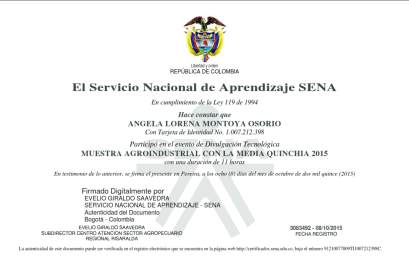 Libertad y orden
REPÚBLICA DE COLOMBIA
El Servicio Nacional de Aprendizaje SENA
En cumplimiento de la Ley 119 de 1994
Hace constar que
ANGELA LORENA MONTOYA OSORIO
Con Tarjeta de Identidad No. 1.007.212.398
Participó en el evento de Divulgación Tecnológica
MUESTRA AGROINDUSTRIAL CON LA MEDIA QUINCHIA 2015
con una duración de 11 horas
En testimonio de lo anterior, se firma el presente en Pereira, a los ocho (8) días del mes de octubre de dos mil quince (2015)
Firmado Digitalmente por
EVELIO GIRALDO SAAVEDRA
SERVICIO NACIONAL DE APRENDIZAJE - SENA
Autenticidad del Documento
Bogotá - Colombia
EVELIO GIRALDO SAAVEDRA
SUBDIRECTOR CENTRO ATENCION SECTOR AGROPECUARIO
REGIONAL RISARALDA
3083492 - 08/10/2015
FECHA REGISTRO
La autenticidad de este documento puede ser verificada en el registro electrónico que se encuentra en la página web http://certificados.sena.edu.co, bajo el número